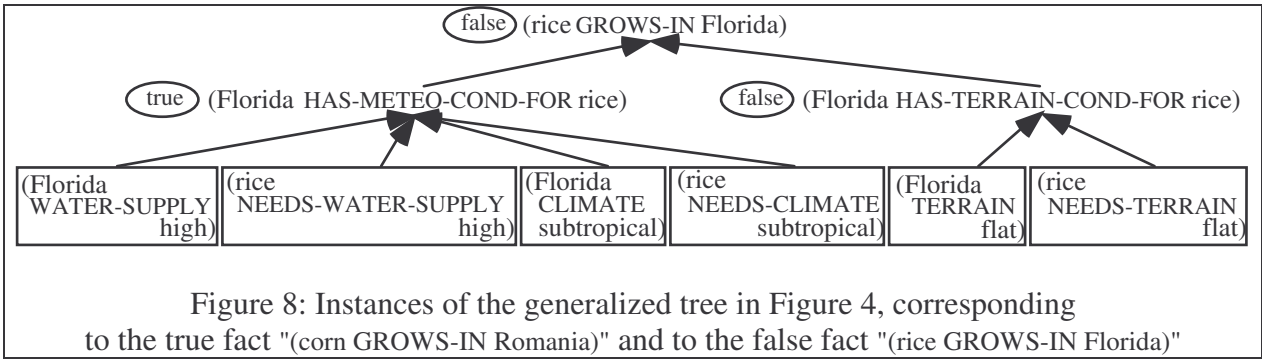 false (rice GROWS-IN Florida)
true (Florida HAS-METEO-COND-FOR rice)
false (Florida HAS-TERRAIN-COND-FOR rice)
(Florida
WATER-SUPPLY
high)
(rice
NEEDS-WATER-SUPPLY
high)
(Florida
CLIMATE
subtropical)
(rice
NEEDS-CLIMATE
subtropical)
(Florida
TERRAIN
flat)
(rice
NEEDS-TERRAIN
flat)
Figure 8: Instances of the generalized tree in Figure 4, corresponding
to the true fact "(corn GROWS-IN Romania)" and to the false fact "(rice GROWS-IN Florida)"